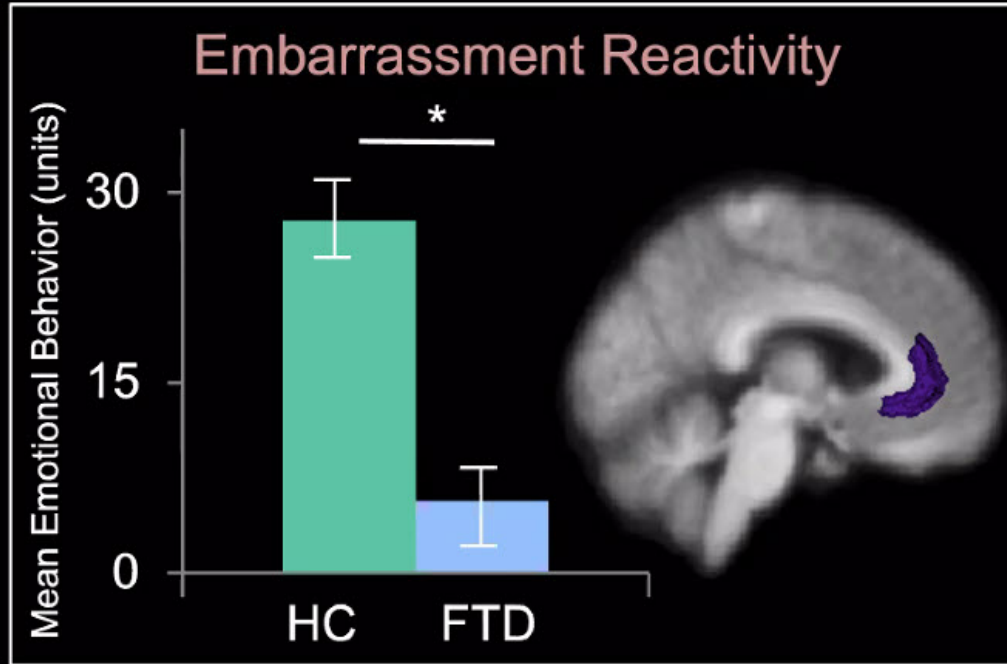 Embarrassment Reactivity
*
Mean Emotional Behavior (units)
30
15
0
HC
FTD